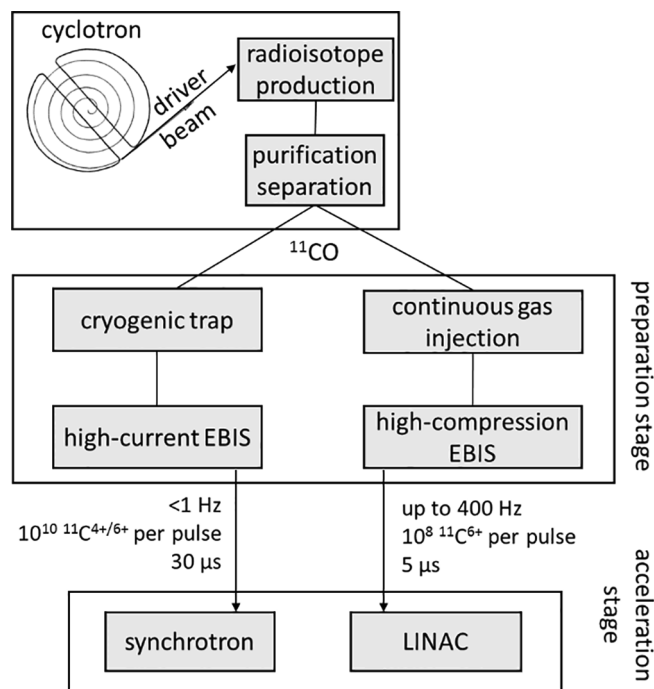 cyclotron
driver
beam
radioisotope
production
purification
separation
¹¹CO
cryogenic trap
continuous gas
injection
high-current EBIS
high-compression
EBIS
preparation stage
<1 Hz
10¹⁰ ¹¹C⁴⁺/⁶⁺ per pulse
30 µs
up to 400 Hz
10⁸ ¹¹C⁶⁺ per pulse
5 µs
synchrotron
LINAC
acceleration
stage